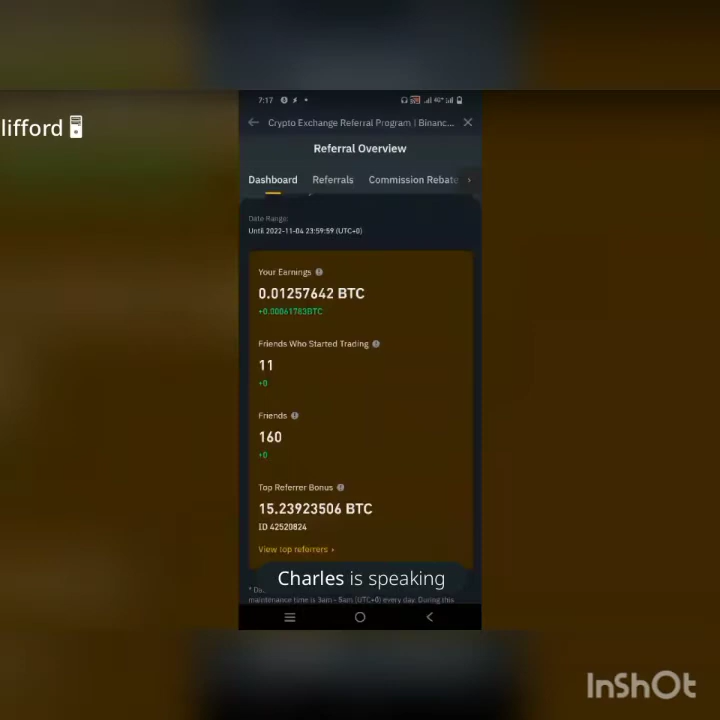 lifford
7:17
4G+
Crypto Exchange Referral Program | Binanc...
Referral Overview
Dashboard Referrals Commission Rebate
Date Range:
Until 2022-11-04 23:59:59 (UTC+0)
Your Earnings
0.01257642 BTC
+0.00061783BTC
Friends Who Started Trading
11
+0
Friends
160
+0
Top Referrer Bonus
15.23923506 BTC
ID 42520824
View top referrers ›
Charles is speaking
maintenance time is 3am - 5am (UTC+0) every day. During this
InShOt